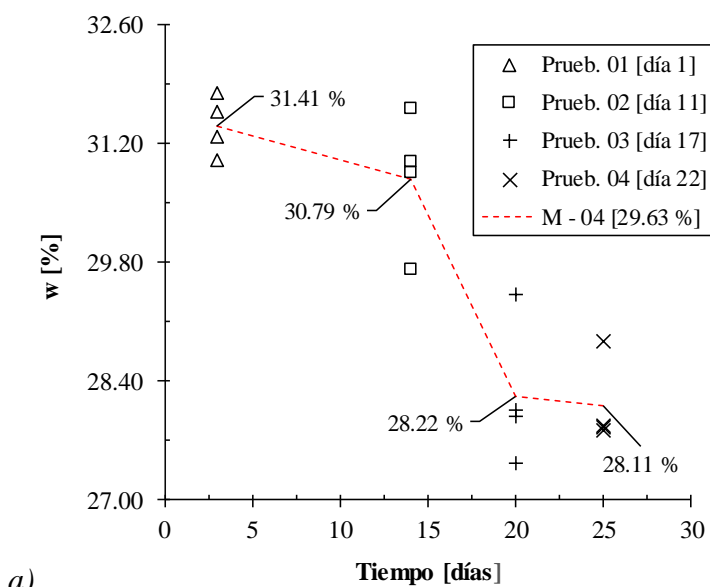 32.60
31.20
29.80
28.40
27.00
w [%]
31.41 %
30.79 %
28.22 %
28.11 %
Prueb. 01 [día 1]
Prueb. 02 [día 11]
Prueb. 03 [día 17]
Prueb. 04 [día 22]
M - 04 [29.63 %]
0 5 10 15 20 25 30
Tiempo [días]
a)